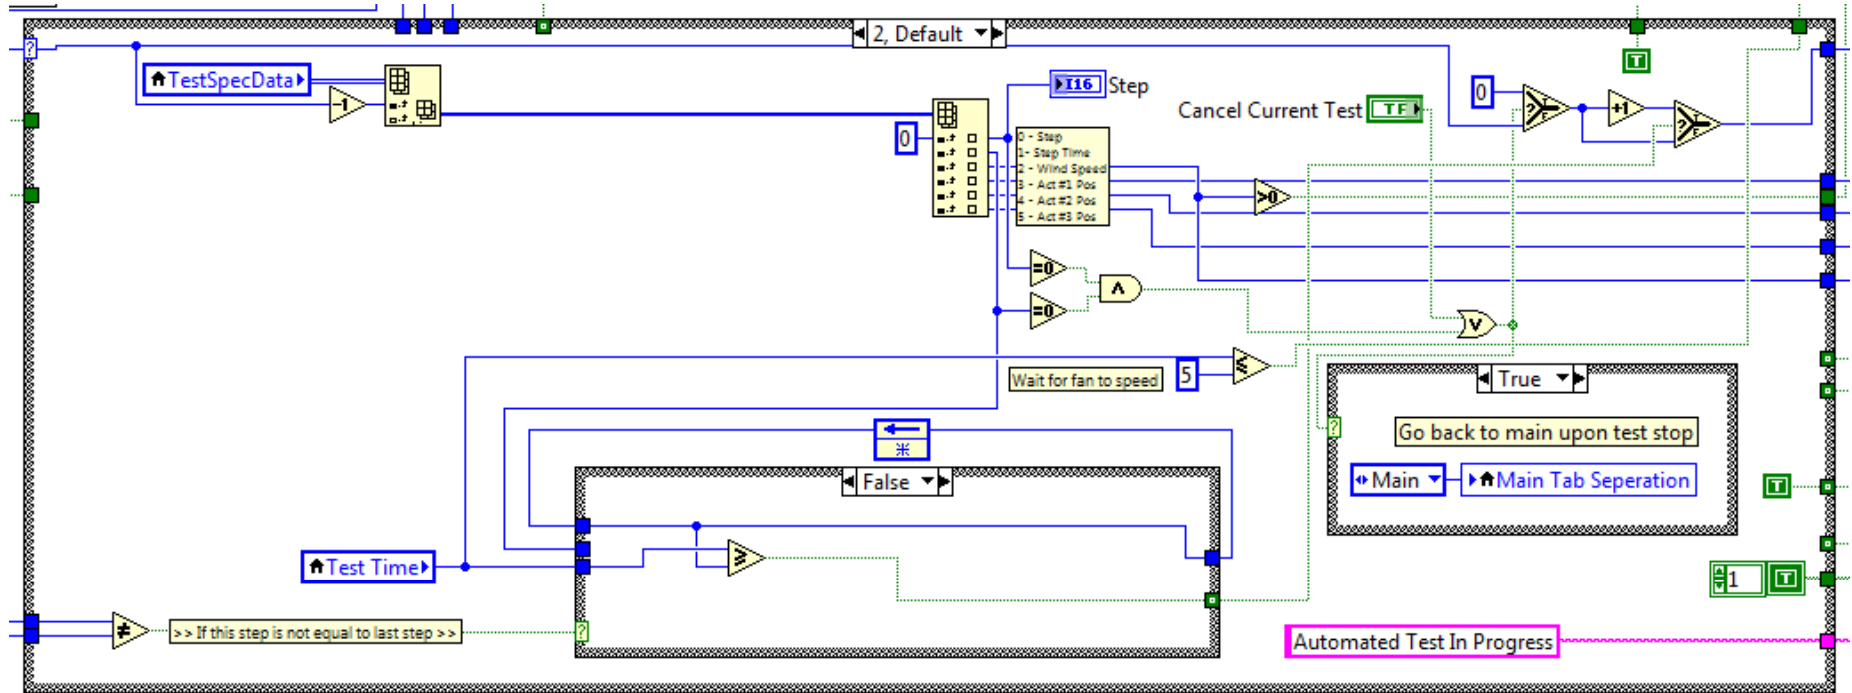 2, Default
?
TestSpecData
-1
I16
Step
0
Cancel Current Test
TF
0
?
F
+1
?
F
T
0 - Step
1- Step Time
2 - Wind Speed
3 - Act #1 Pos
4 - Act #2 Pos
5 - Act #3 Pos
>0
=0
=0
∧
∨
Wait for fan to speed
5
≤
True
?
Go back to main upon test stop
Main
Main Tab Seperation
False
T
≥
Test Time
1
T
≠
>> If this step is not equal to last step >>
?
Automated Test In Progress